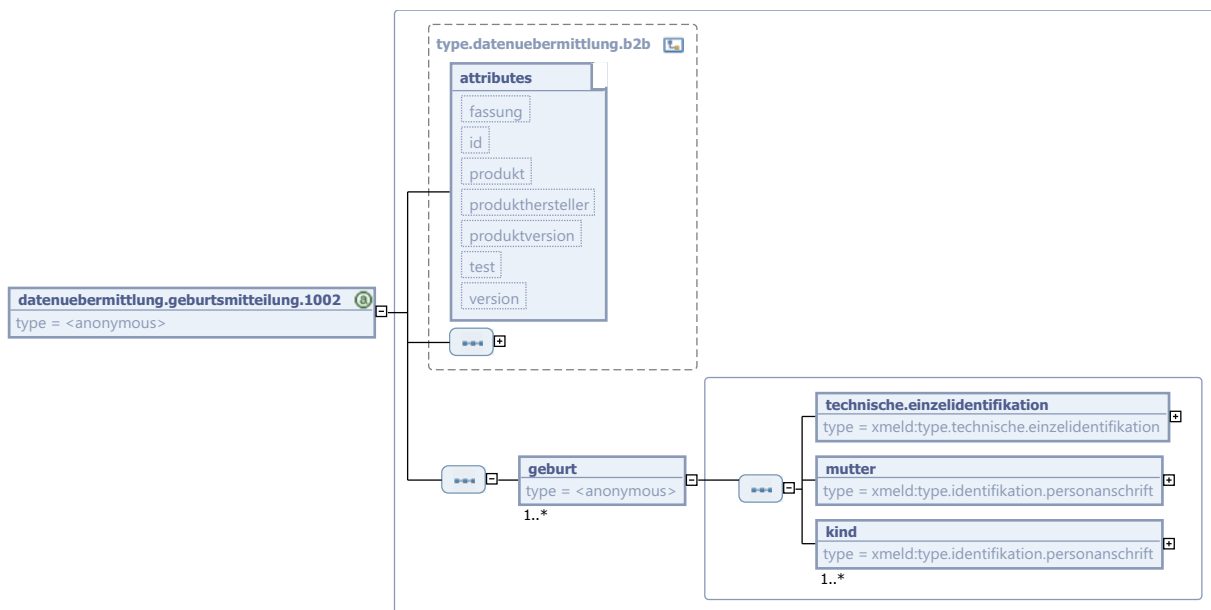 type.datenuebermittlung.b2b
attributes
fassung
id
produkt
produkthersteller
produktversion
test
version
datenuebermittlung.geburtsmitteilung.1002
type = <anonymous>
geburt
type = <anonymous>
1..*
technische.einzelidentifikation
type = xmeld:type.technische.einzelidentifikation
mutter
type = xmeld:type.identifikation.personanschrift
kind
type = xmeld:type.identifikation.personanschrift
1..*